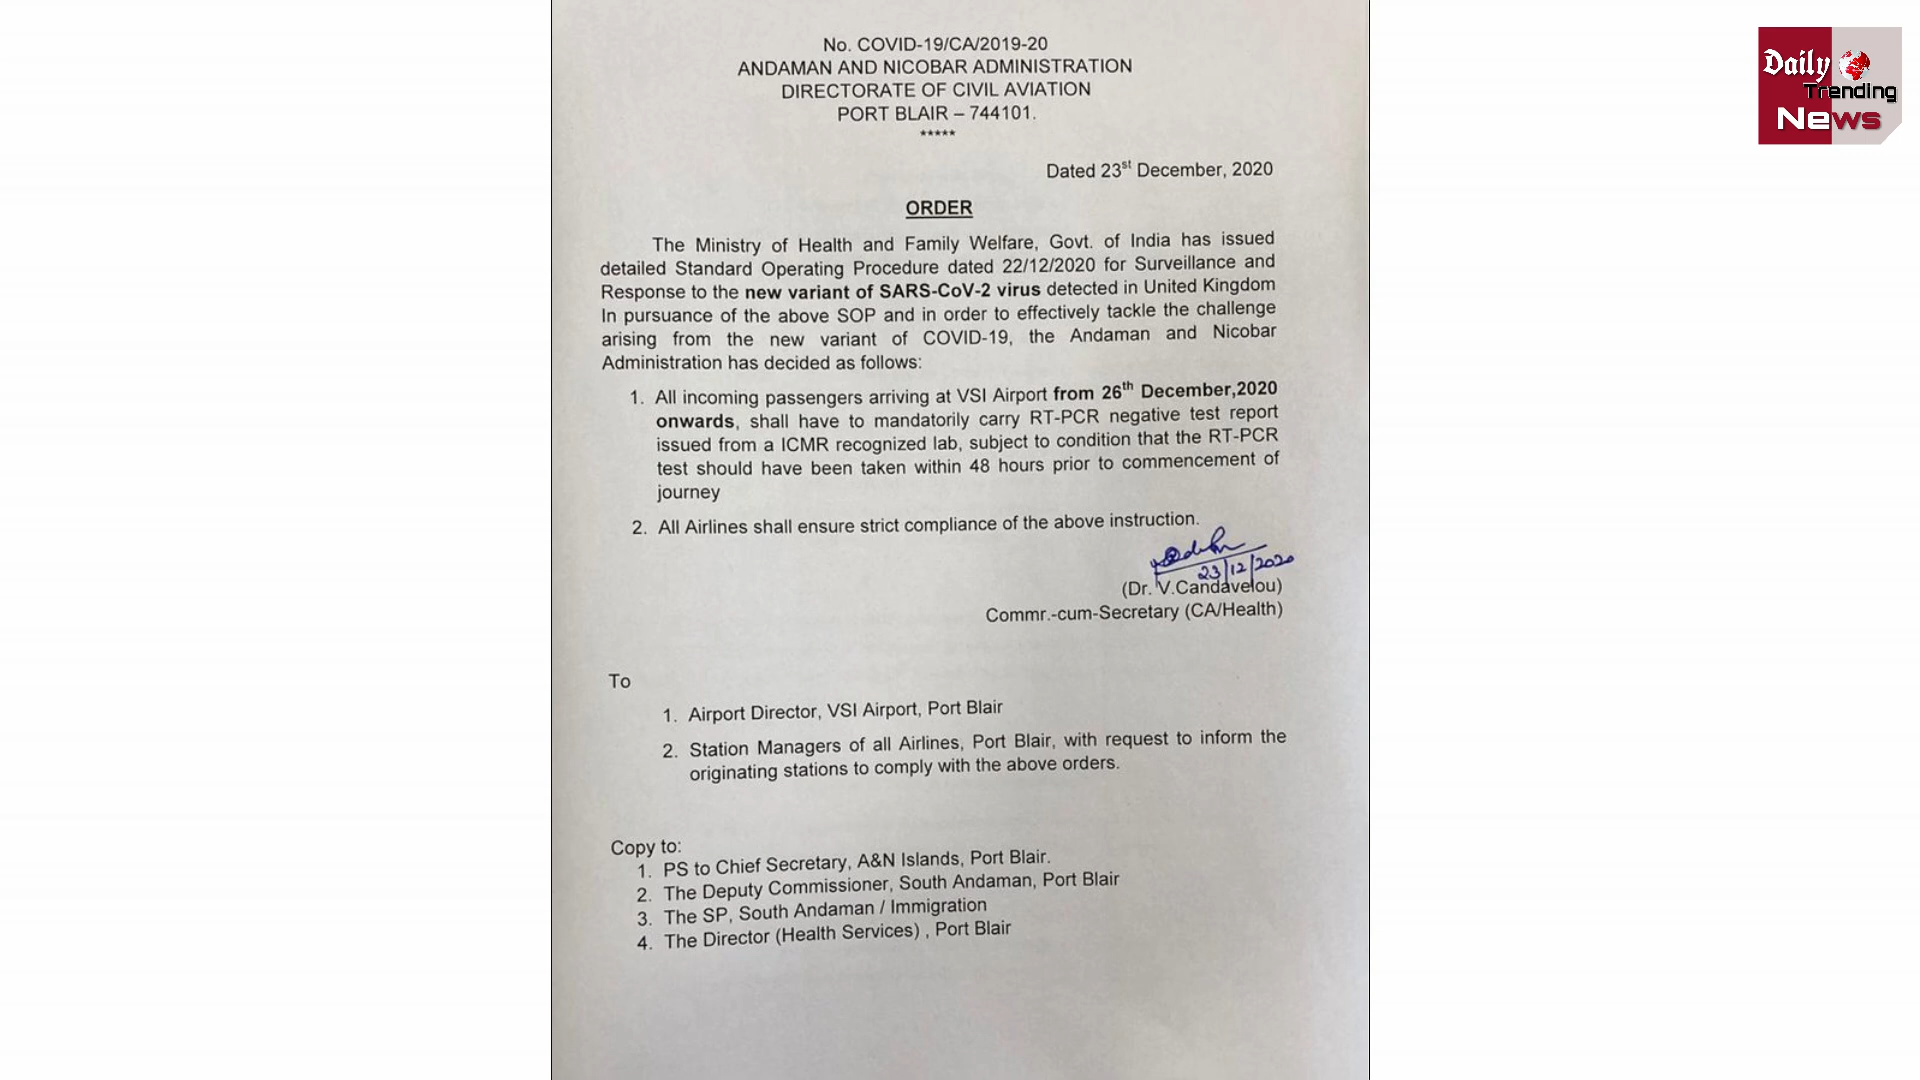 No. COVID-19/CA/2019-20
ANDAMAN AND NICOBAR ADMINISTRATION
DIRECTORATE OF CIVIL AVIATION
PORT BLAIR – 744101.
*****
Dated 23st December, 2020
ORDER
The Ministry of Health and Family Welfare, Govt. of India has issued
detailed Standard Operating Procedure dated 22/12/2020 for Surveillance and
Response to the new variant of SARS-CoV-2 virus detected in United Kingdom
In pursuance of the above SOP and in order to effectively tackle the challenge
arising from the new variant of COVID-19, the Andaman and Nicobar
Administration has decided as follows:
1. All incoming passengers arriving at VSI Airport from 26th December,2020
onwards, shall have to mandatorily carry RT-PCR negative test report
issued from a ICMR recognized lab, subject to condition that the RT-PCR
test should have been taken within 48 hours prior to commencement of
journey
2. All Airlines shall ensure strict compliance of the above instruction.
23/12/2020
(Dr. V.Candavelou)
Commr.-cum-Secretary (CA/Health)
To
1. Airport Director, VSI Airport, Port Blair
2. Station Managers of all Airlines, Port Blair, with request to inform the
originating stations to comply with the above orders.
Copy to:
1. PS to Chief Secretary, A&N Islands, Port Blair.
2. The Deputy Commissioner, South Andaman, Port Blair
3. The SP, South Andaman / Immigration
4. The Director (Health Services) , Port Blair
Daily
Trending
News